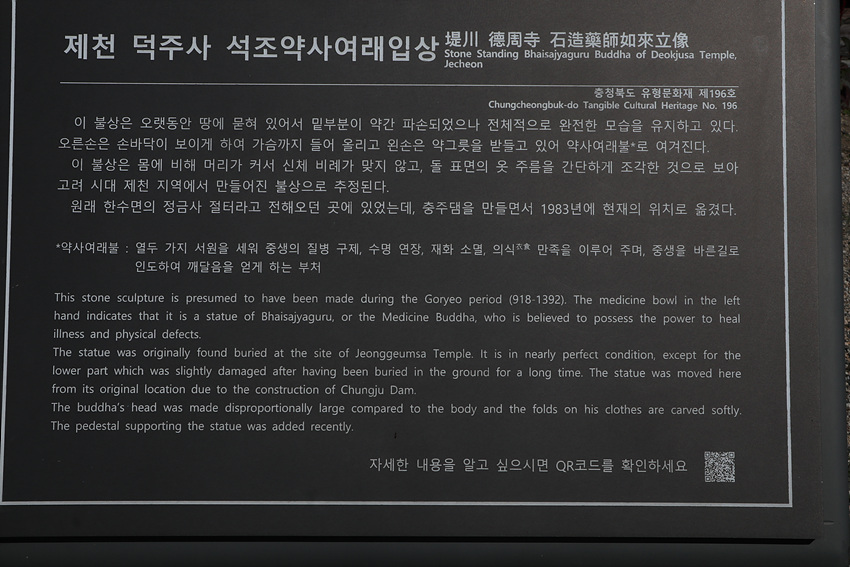 제천 덕주사 석조약사여래입상 堤川 德周寺 石造藥師如來立像
Stone Standing Bhaisajyaguru Buddha of Deokjusa Temple,
Jecheon
충청북도 유형문화재 제196호
Chungcheongbuk-do Tangible Cultural Heritage No. 196
이 불상은 오랫동안 땅에 묻혀 있어서 밑부분이 약간 파손되었으나 전체적으로 완전한 모습을 유지하고 있다.
오른손은 손바닥이 보이게 하여 가슴까지 들어 올리고 왼손은 약그릇을 받들고 있어 약사여래불*로 여겨진다.
이 불상은 몸에 비해 머리가 커서 신체 비례가 맞지 않고, 돌 표면의 옷 주름을 간단하게 조각한 것으로 보아
고려 시대 제천 지역에서 만들어진 불상으로 추정된다.
원래 한수면의 정금사 절터라고 전해오던 곳에 있었는데, 충주댐을 만들면서 1983년에 현재의 위치로 옮겼다.
*약사여래불 : 열두 가지 서원을 세워 중생의 질병 구제, 수명 연장, 재화 소멸, 의식衣食 만족을 이루어 주며, 중생을 바른길로
인도하여 깨달음을 얻게 하는 부처
This stone sculpture is presumed to have been made during the Goryeo period (918-1392). The medicine bowl in the left
hand indicates that it is a statue of Bhaisajyaguru, or the Medicine Buddha, who is believed to possess the power to heal
illness and physical defects.
The statue was originally found buried at the site of Jeonggeumsa Temple. It is in nearly perfect condition, except for the
lower part which was slightly damaged after having been buried in the ground for a long time. The statue was moved here
from its original location due to the construction of Chungju Dam.
The buddha's head was made disproportionally large compared to the body and the folds on his clothes are carved softly.
The pedestal supporting the statue was added recently.
자세한 내용을 알고 싶으시면 QR코드를 확인하세요